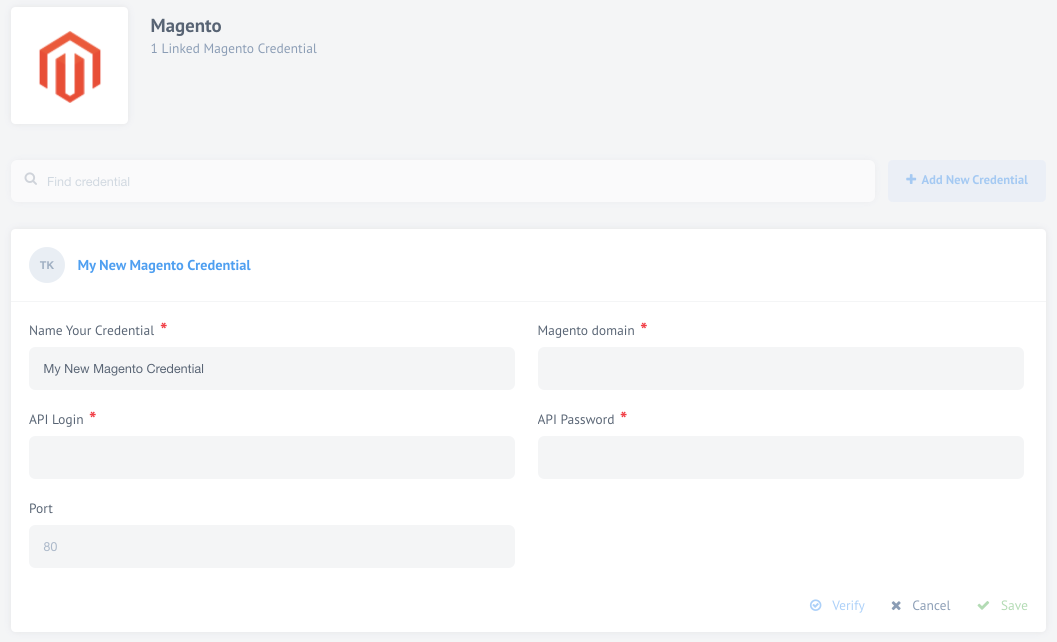 Magento
1 Linked Magento Credential
Find credential
Add New Credential
TK My New Magento Credential
Name Your Credential * Magento domain *
My New Magento Credential
API Login * API Password *
Port
80
Verify Cancel Save